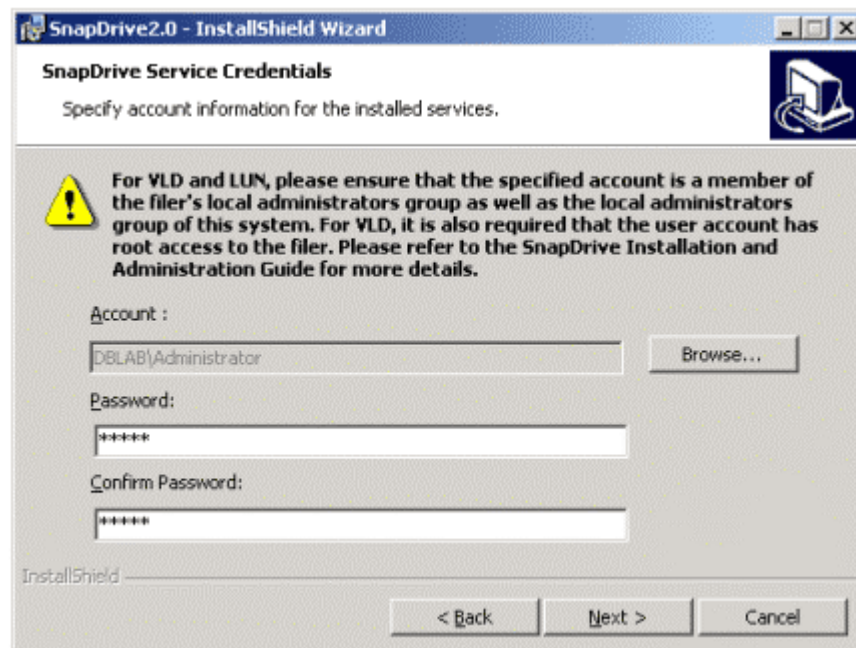 SnapDrive2.0 - InstallShield Wizard
SnapDrive Service Credentials
Specify account information for the installed services.
For VLD and LUN, please ensure that the specified account is a member of
the filer's local administrators group as well as the local administrators
group of this system. For VLD, it is also required that the user account has
root access to the filer. Please refer to the SnapDrive Installation and
Administration Guide for more details.
Account :
DBLAB\Administrator
Browse...
Password:
*****
Confirm Password:
*****
InstallShield
< Back
Next >
Cancel